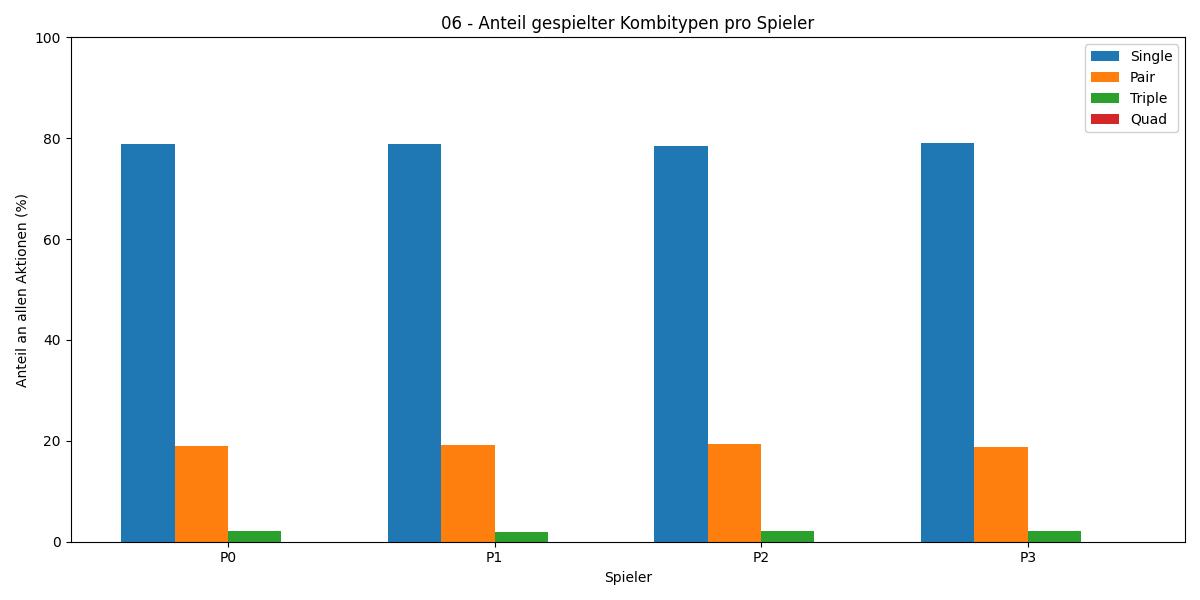 06 - Anteil gespielter Kombitypen pro Spieler
100
80
60
40
20
0
Anteil an allen Aktionen (%)
Single
Pair
Triple
Quad
P0
P1
P2
P3
Spieler